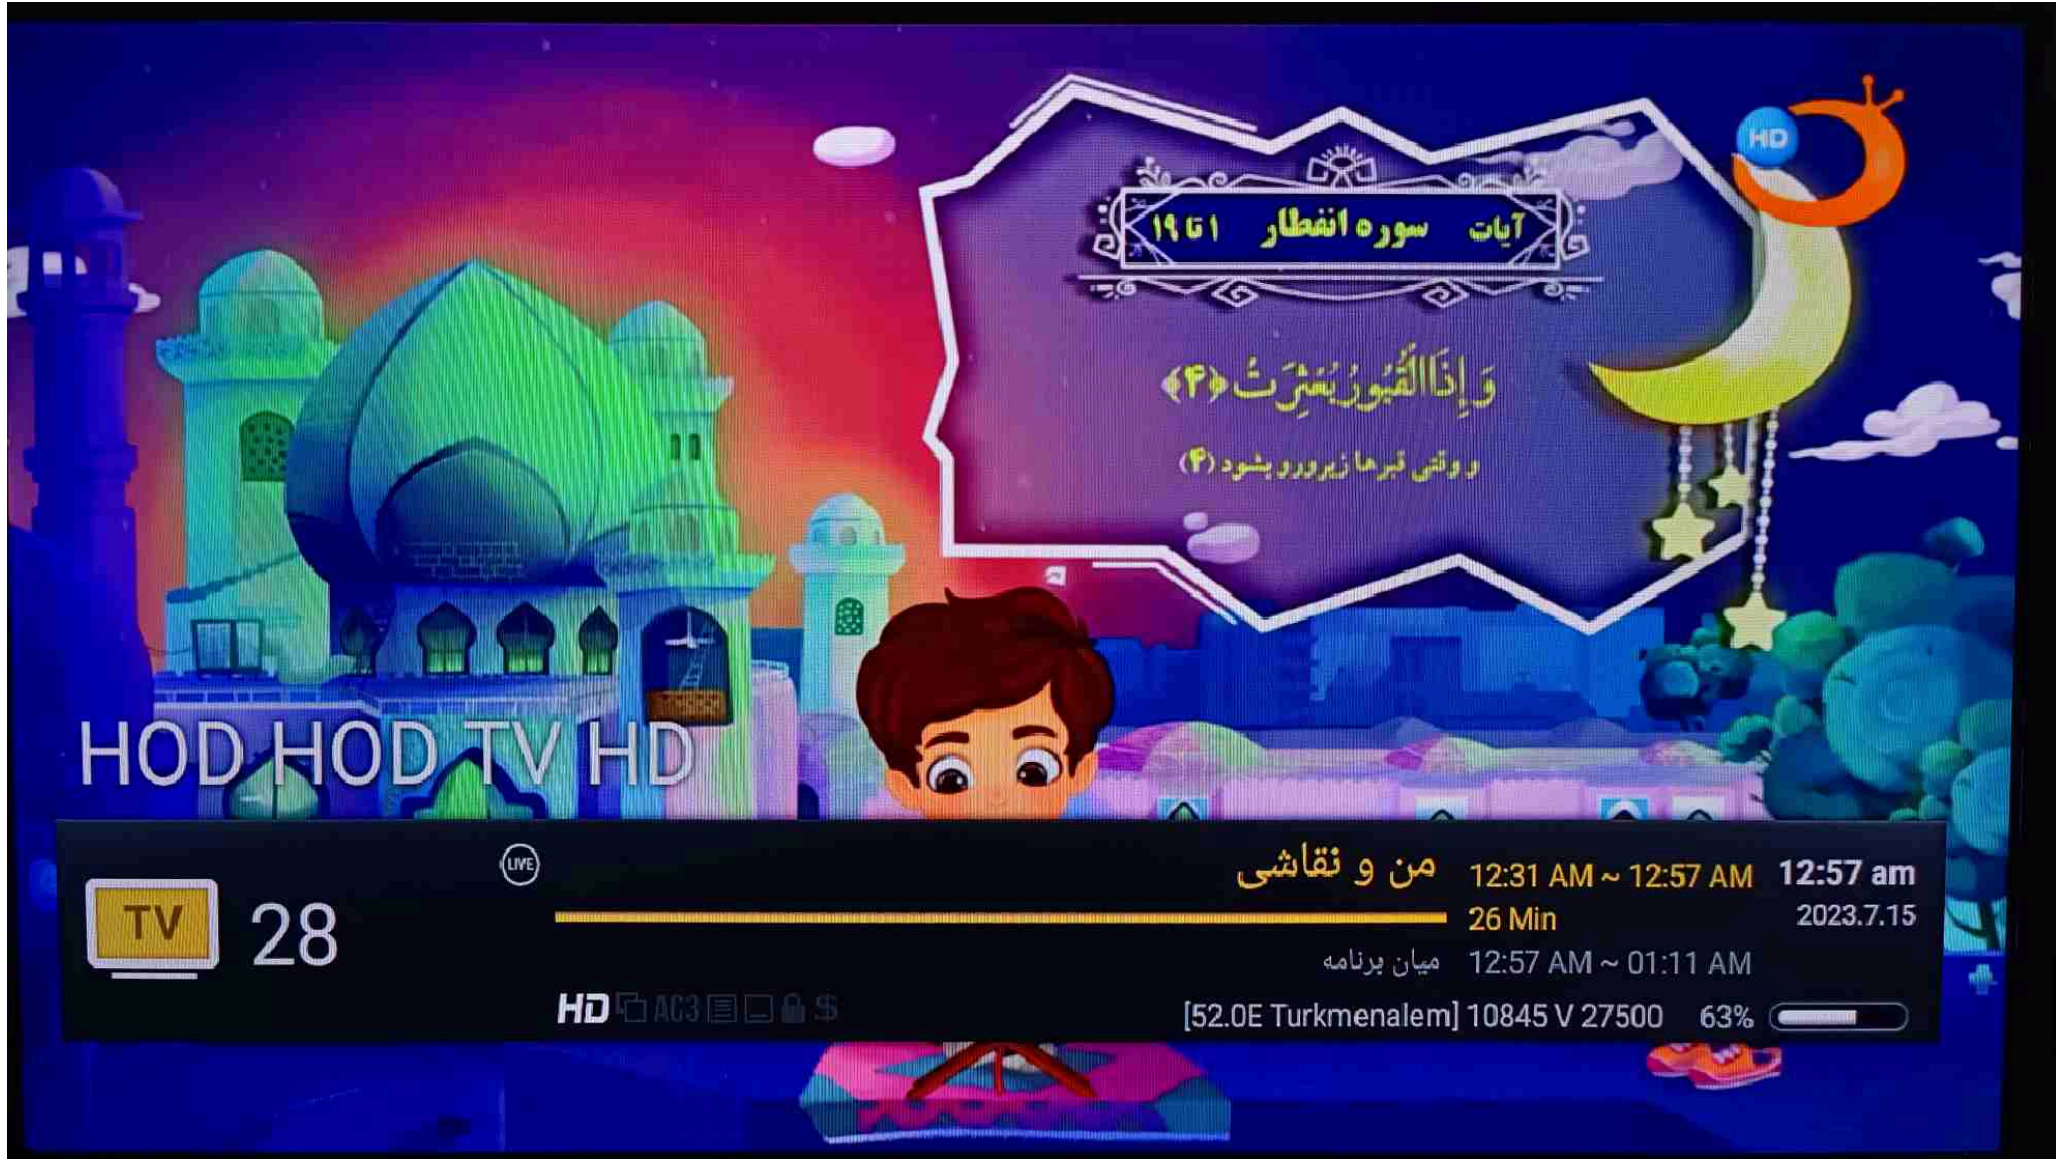 HD
آیات سوره انفطار ۱ تا ۱۹
وَ إِذَا الْقُبُورُ بُعْثِرَتْ ﴿۴﴾
و وقتی قبرها زیرورو بشود (۴)
HOD HOD TV HD
LIVE
من و نقاشی 12:31 AM ~ 12:57 AM 12:57 am
26 Min 2023.7.15
TV 28
میان برنامه 12:57 AM ~ 01:11 AM
HD AC3 $
[52.0E Turkmenalem] 10845 V 27500 63%